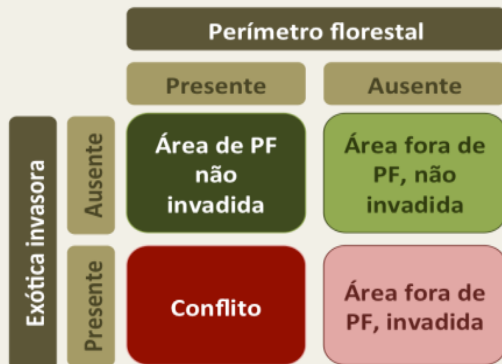 Perímetro florestal
Presente
Ausente
Exótica invasora
Ausente
Área de PF
não
invadida
Área fora de
PF, não
invadida
Presente
Conflito
Área fora de
PF, invadida